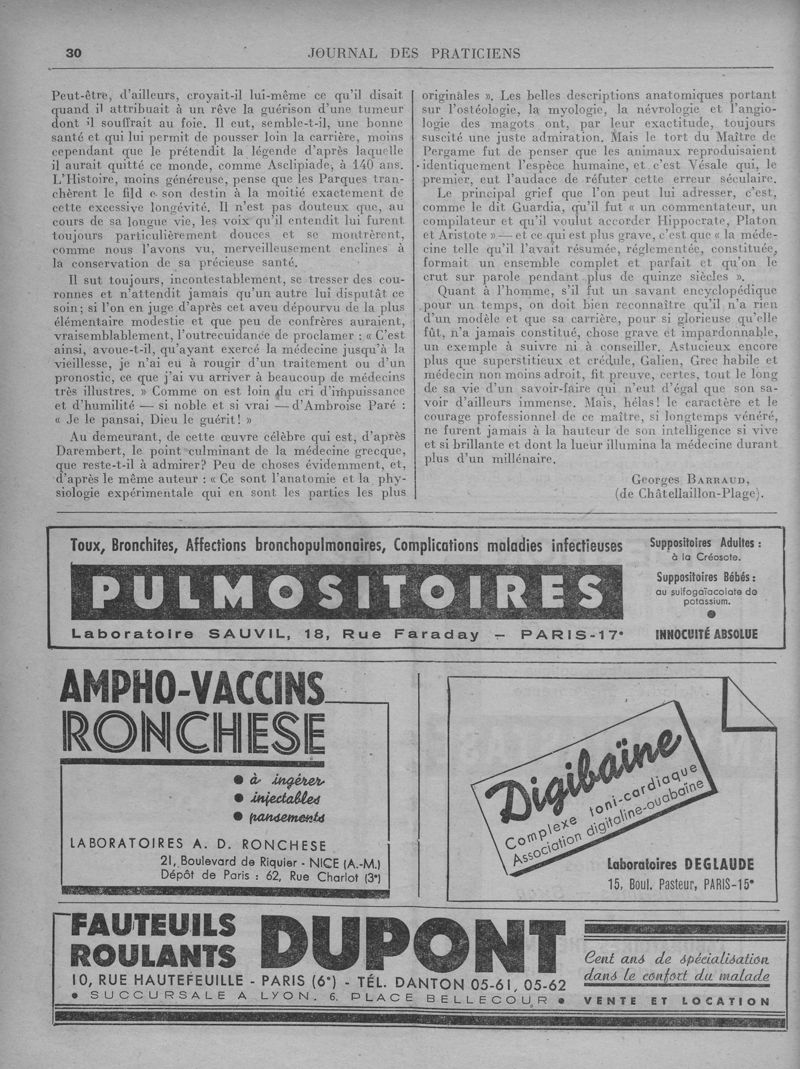 30
JOURNAL DES PRATICIENS
Peut-être, d'ailleurs, croyait-il lui-même ce qu'il disait
quand il attribuait à un rêve la guérison d'une tumeur
dont il souffrait au foie. Il eut, semble-t-il, une bonne
santé et qui lui permit de pousser loin la carrière, moins
cependant que le prétendit la légende d'après laquelle
il aurait quitté ce monde, comme Asclipiade, à 140 ans.
L'Histoire, moins généreuse, pense que les Parques tran-
chèrent le fild e son destin à la moitié exactement de
cette excessive longévité. Il n'est pas douteux que, au
cours de sa longue vie, les voix qu'il entendit lui furent
toujours particulièrement douces et se montrèrent,
comme nous l'avons vu, merveilleusement enclines à
la conservation de sa précieuse santé.
Il sut toujours, incontestablement, se tresser des cou-
ronnes et n'attendit jamais qu'un autre lui disputât ce
soin ; si l'on en juge d'après cet aveu dépourvu de la plus
élémentaire modestie et que peu de confrères auraient,
vraisemblablement, l'outrecuidance de proclamer : « C'est
ainsi, avoue-t-il, qu'ayant exercé la médecine jusqu'à la
vieillesse, je n'ai eu à rougir d'un traitement ou d'un
pronostic, ce que j'ai vu arriver à beaucoup de médecins
très illustres. » Comme on est loin du cri d'impuissance
et d'humilité — si noble et si vrai — d'Ambroise Paré :
« Je le pansai, Dieu le guérit! »
Au demeurant, de cette œuvre célèbre qui est, d'après
Darembert, le point culminant de la médecine grecque,
que reste-t-il à admirer? Peu de choses évidemment, et,
d'après le même auteur : « Ce sont l'anatomie et la phy-
siologie expérimentale qui en sont les parties les plus
originales ». Les belles descriptions anatomiques portant
sur l'ostéologie, la myologie, la névrologie et l'angio-
logie des magots ont, par leur exactitude, toujours
suscité une juste admiration. Mais le tort du Maître de
Pergame fut de penser que les animaux reproduisaient
identiquement l'espèce humaine, et c'est Vésale qui, le
premier, eut l'audace de réfuter cette erreur séculaire.
Le principal grief que l'on peut lui adresser, c'est,
comme le dit Guardia, qu'il fut « un commentateur, un
compilateur et qu'il voulut accorder Hippocrate, Platon
et Aristote » — et ce qui est plus grave, c'est que « la méde-
cine telle qu'il l'avait résumée, réglementée, constituée,
formait un ensemble complet et parfait et qu'on le
crut sur parole pendant plus de quinze siècles ».
Quant à l'homme, s'il fut un savant encyclopédique
pour un temps, on doit bien reconnaître qu'il n'a rien
d'un modèle et que sa carrière, pour si glorieuse qu'elle
fût, n'a jamais constitué, chose grave et impardonnable,
un exemple à suivre ni à conseiller. Astucieux encore
plus que superstitieux et crédule, Galien, Grec habile et
médecin non moins adroit, fit preuve, certes, tout le long
de sa vie d'un savoir-faire qui n'eut d'égal que son sa-
voir d'ailleurs immense. Mais, hélas! le caractère et le
courage professionnel de ce maître, si longtemps vénéré,
ne furent jamais à la hauteur de son intelligence si vive
et si brillante et dont la lueur illumina la médecine durant
plus d'un millénaire.
Georges BARRAUD,
(de Châtellaillon-Plage).
Toux, Bronchites, Affections bronchopulmonaires, Complications maladies infectieuses
PULMOSITOIRES
Laboratoire SAUVIL, 18, Rue Faraday — PARIS-17e
Suppositoires Adultes :
à la Créosote.
Suppositoires Bébés :
au sulfogaïacolate de
potassium.
INNOCUITÉ ABSOLUE
AMPHO-VACCINS
RONCHESE
● à ingérer
● injectables
● pansements
LABORATOIRES A. D. RONCHESE
21, Boulevard de Riquier - NICE (A.-M.)
Dépôt de Paris : 62, Rue Charlot (3e)
Digibaïne
Complexe toni-cardiaque
Association digitaline-ouabaïne
Laboratoires DEGLAUDE
15, Boul. Pasteur, PARIS-15e
FAUTEUILS
ROULANTS
DUPONT
10, RUE HAUTEFEUILLE - PARIS (6e) - TÉL. DANTON 05-61, 05-62
● SUCCURSALE A LYON. 6, PLACE BELLECOUR ●
Cent ans de spécialisation
dans le confort du malade
VENTE ET LOCATION